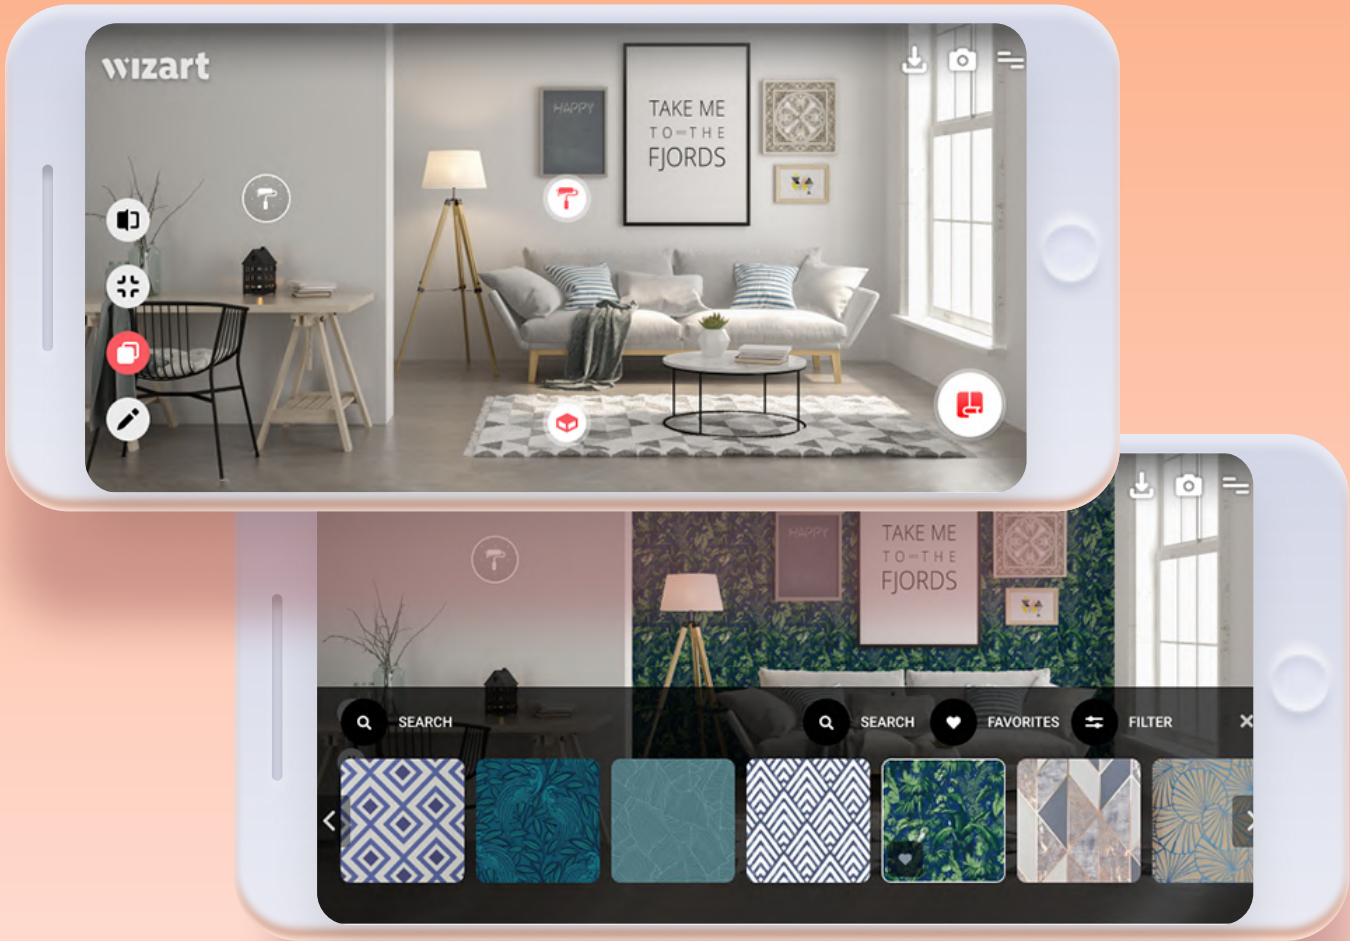 wizart
HAPPY
TAKE ME
TO THE
FJORDS
HAPPY
TAKE ME
TO THE
FJORDS
SEARCH
SEARCH
FAVORITES
FILTER